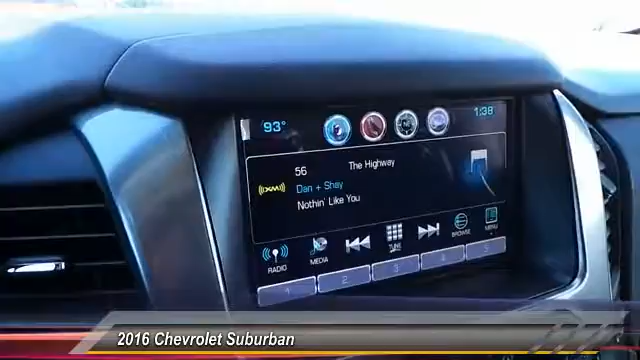 93°
1:38
56 The Highway
((XM))
Dan + Shay
Nothin' Like You
RADIO
MEDIA
TUNE
BROWSE
MENU
1 2 3 4 5
2016 Chevrolet Suburban